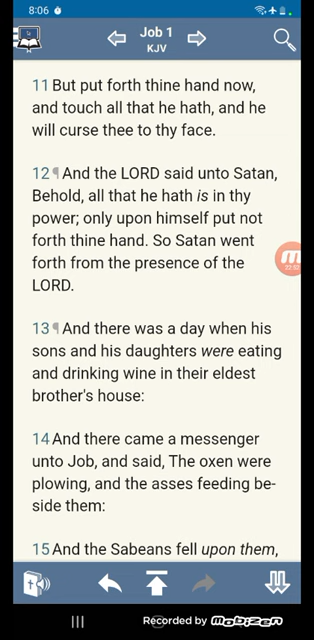 8:06
Job 1
KJV
11 But put forth thine hand now,
and touch all that he hath, and he
will curse thee to thy face.
12 ¶ And the LORD said unto Satan,
Behold, all that he hath is in thy
power; only upon himself put not
forth thine hand. So Satan went
forth from the presence of the
LORD.
13 ¶ And there was a day when his
sons and his daughters were eating
and drinking wine in their eldest
brother's house:
14 And there came a messenger
unto Job, and said, The oxen were
plowing, and the asses feeding be-
side them:
15 And the Sabeans fell upon them,
Recorded by mobizen